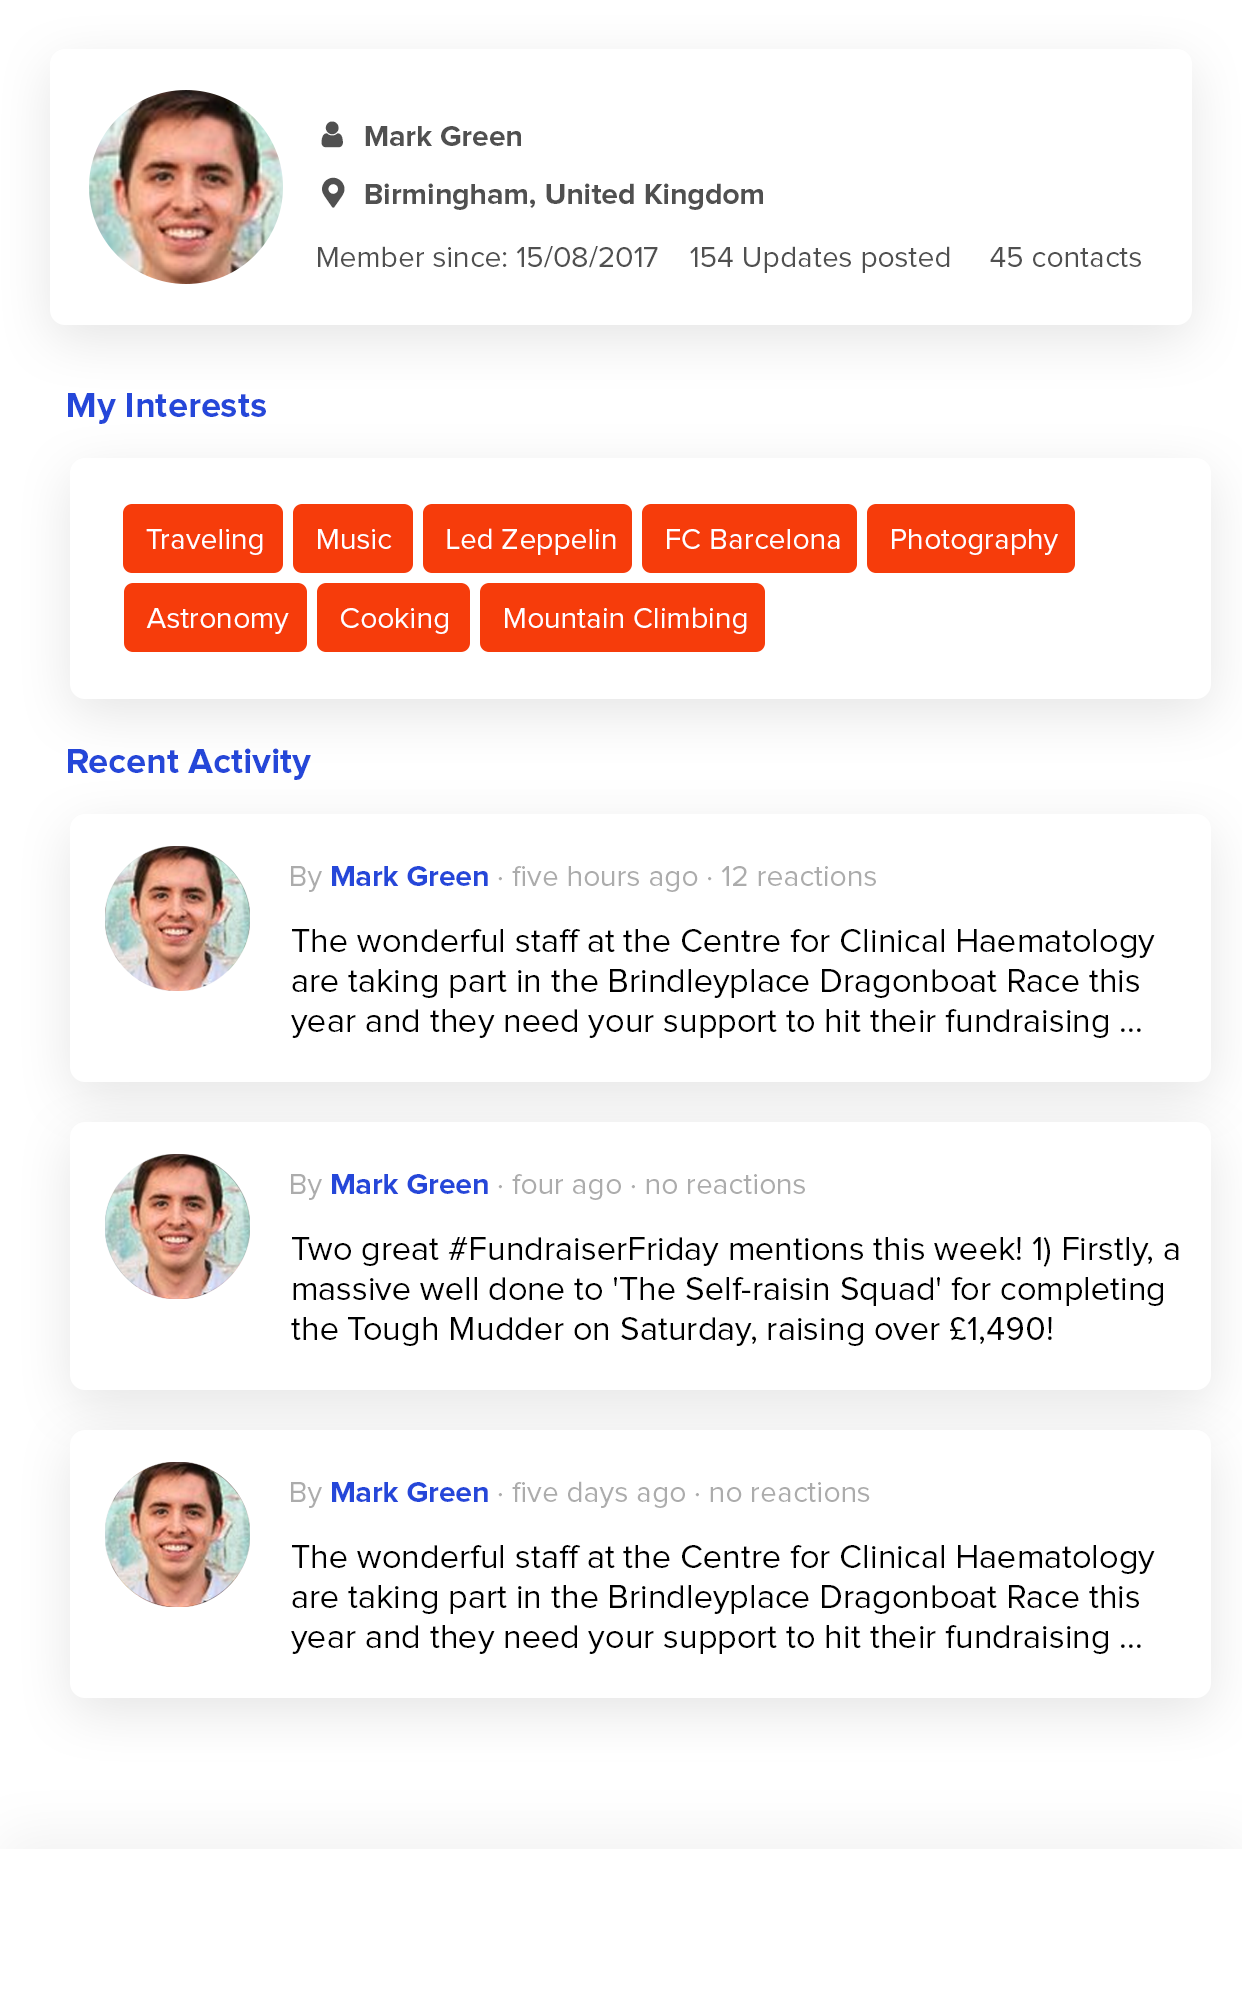 Mark Green
Birmingham, United Kingdom
Member since: 15/08/2017 154 Updates posted 45 contacts
My Interests
Traveling Music Led Zeppelin FC Barcelona Photography
Astronomy Cooking Mountain Climbing
Recent Activity
By Mark Green · five hours ago · 12 reactions
The wonderful staff at the Centre for Clinical Haematology
are taking part in the Brindleyplace Dragonboat Race this
year and they need your support to hit their fundraising ...
By Mark Green · four ago · no reactions
Two great #FundraiserFriday mentions this week! 1) Firstly, a
massive well done to 'The Self-raisin Squad' for completing
the Tough Mudder on Saturday, raising over £1,490!
By Mark Green · five days ago · no reactions
The wonderful staff at the Centre for Clinical Haematology
are taking part in the Brindleyplace Dragonboat Race this
year and they need your support to hit their fundraising ...